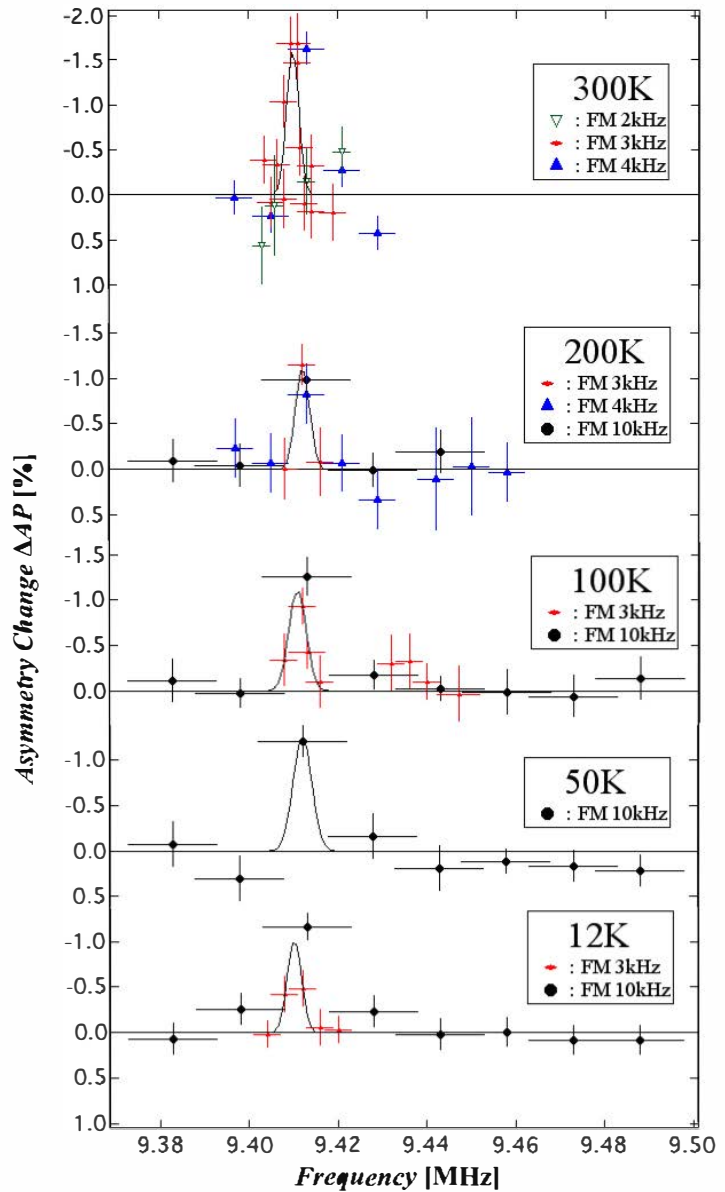 -2.0
-1.5
-1.0
-0.5
0.0
0.5
1.0
300K
: FM 2kHz
: FM 3kHz
: FM 4kHz
-1.5
-1.0
-0.5
0.0
0.5
200K
: FM 3kHz
: FM 4kHz
: FM 10kHz
-1.5
-1.0
-0.5
0.0
100K
: FM 3kHz
: FM 10kHz
-1.0
-0.5
0.0
0.5
50K
: FM 10kHz
-1.0
-0.5
0.0
0.5
1.0
12K
: FM 3kHz
: FM 10kHz
Asymmetry Change ΔAP [%]
9.38 9.40 9.42 9.44 9.46 9.48 9.50
Frequency [MHz]